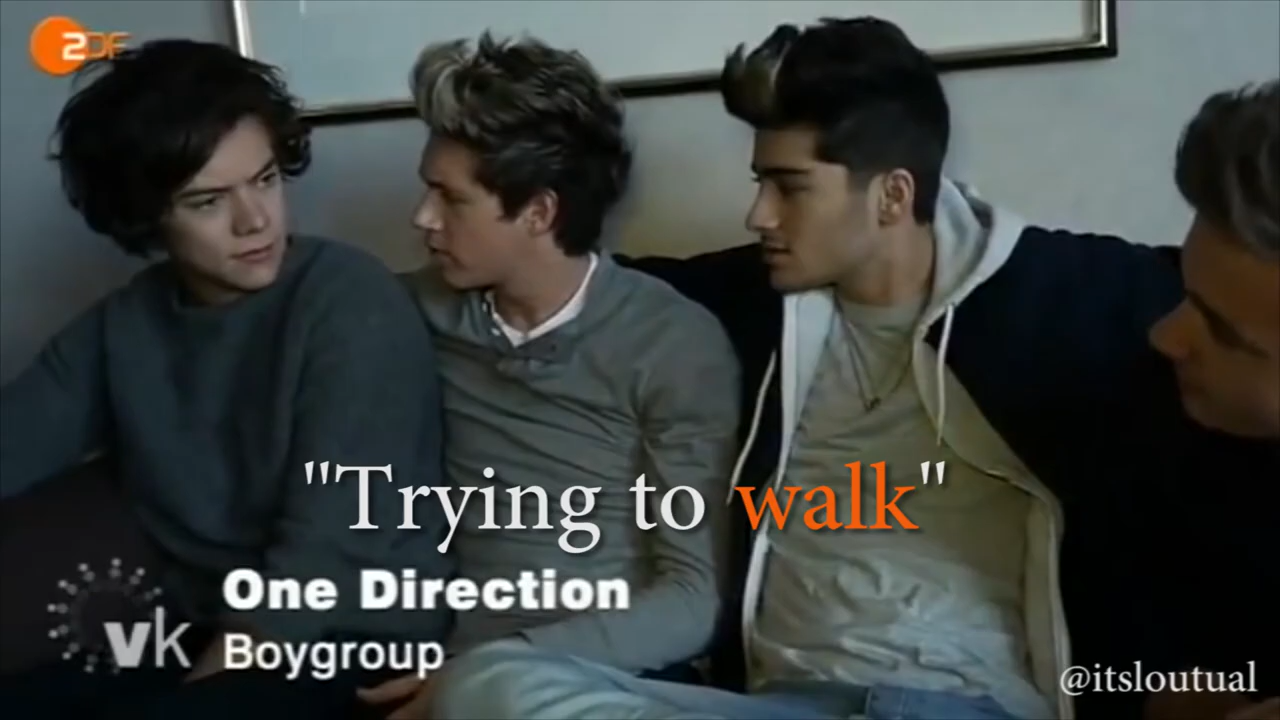 2DF
"Trying to walk"
One Direction
vk
Boygroup
@itsloutual